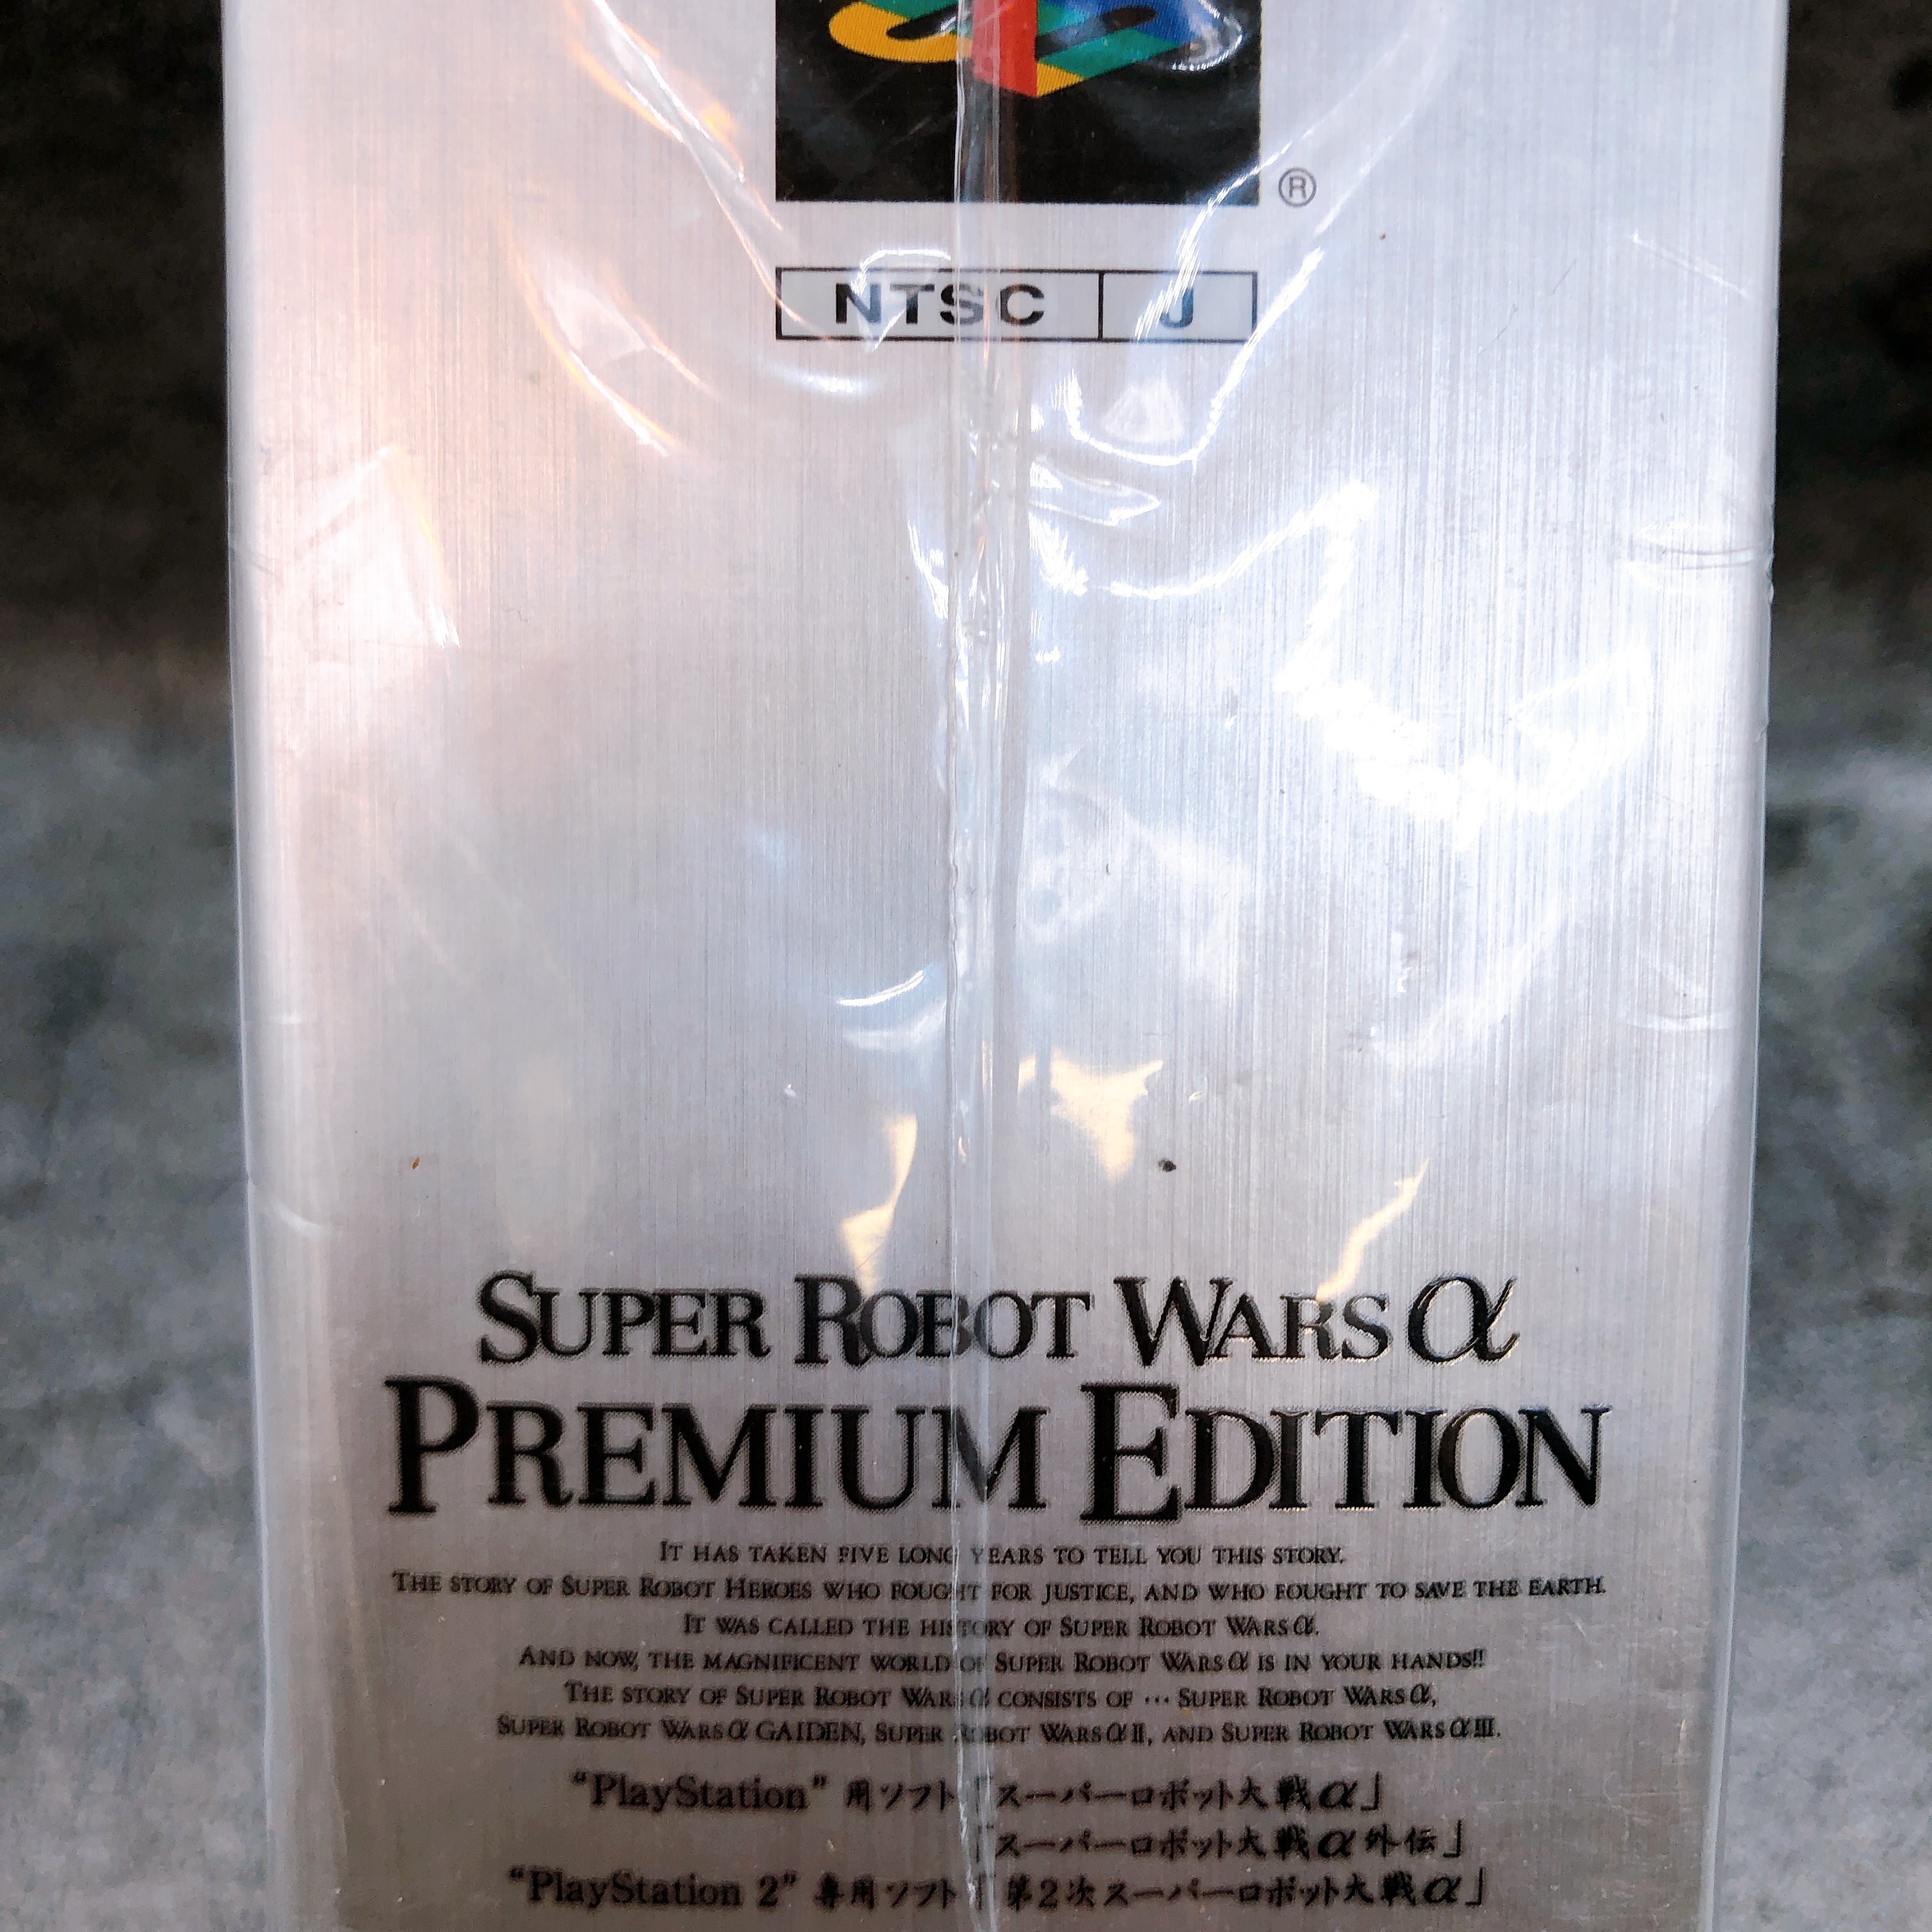 ®
NTSC J
SUPER ROBOT WARS α
PREMIUM EDITION
IT HAS TAKEN FIVE LONG YEARS TO TELL YOU THIS STORY.
THE STORY OF SUPER ROBOT HEROES WHO FOUGHT FOR JUSTICE, AND WHO FOUGHT TO SAVE THE EARTH.
IT WAS CALLED THE HISTORY OF SUPER ROBOT WARS α.
AND NOW, THE MAGNIFICENT WORLD OF SUPER ROBOT WARS α IS IN YOUR HANDS!!
THE STORY OF SUPER ROBOT WARS α CONSISTS OF ··· SUPER ROBOT WARS α,
SUPER ROBOT WARS α GAIDEN, SUPER ROBOT WARS α II, AND SUPER ROBOT WARS α III.
“PlayStation” 用ソフト「スーパーロボット大戦α」
「スーパーロボット大戦α外伝」
“PlayStation 2” 専用ソフト「第2次スーパーロボット大戦α」